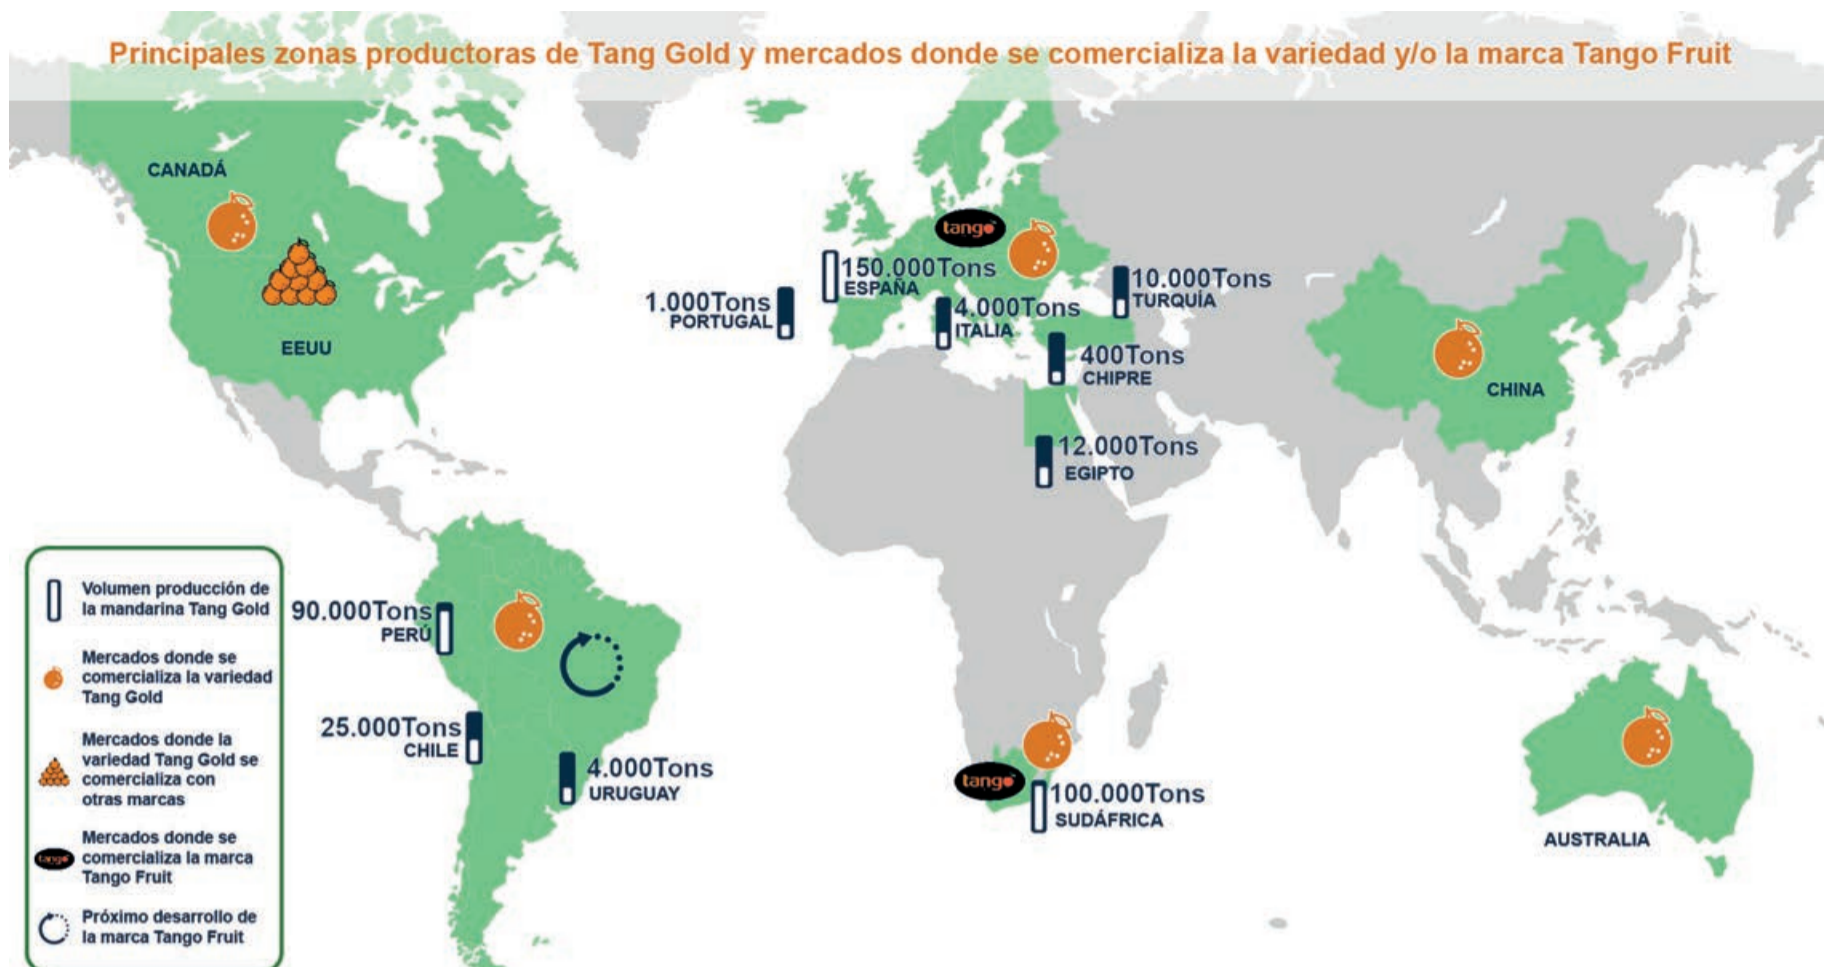 Principales zonas productoras de Tang Gold y mercados donde se comercializa la variedad y/o la marca Tango Fruit
CANADÁ
EEUU
tango
150.000Tons
ESPAÑA
1.000Tons
PORTUGAL
4.000Tons
ITALIA
10.000Tons
TURQUÍA
400Tons
CHIPRE
12.000Tons
EGIPTO
CHINA
90.000Tons
PERÚ
25.000Tons
CHILE
4.000Tons
URUGUAY
tango
100.000Tons
SUDÁFRICA
AUSTRALIA
Volumen producción de
la mandarina Tang Gold
Mercados donde se
comercializa la variedad
Tang Gold
Mercados donde la
variedad Tang Gold se
comercializa con
otras marcas
Mercados donde se
tango comercializa la marca
Tango Fruit
Próximo desarrollo de
la marca Tango Fruit